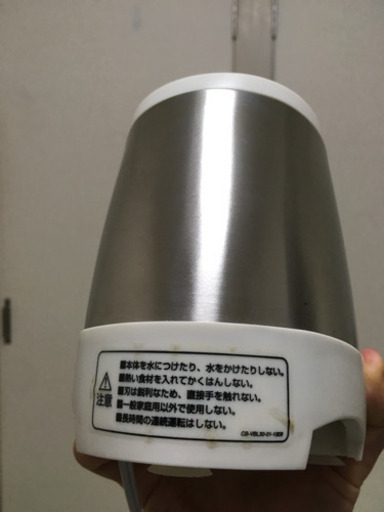 注意
■本体を水につけたり、水をかけたりしない。
■熱い食材を入れてかくはんしない。
■刃は鋭利なため、直接手を触れない。
■一般家庭用以外で使用しない。
■長時間の連続運転はしない。